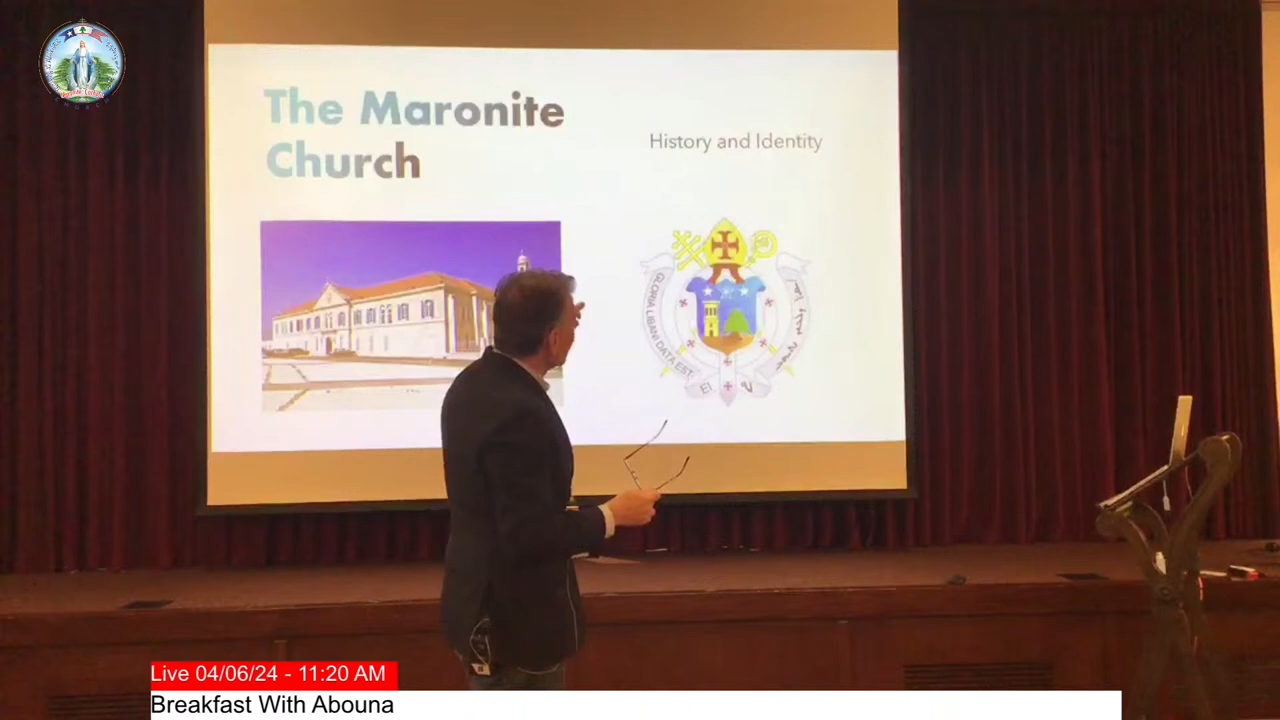 The Maronite
Church
History and Identity
GLORIA LIBANI DATA EST
EI
Live 04/06/24 - 11:20 AM
Breakfast With Abouna